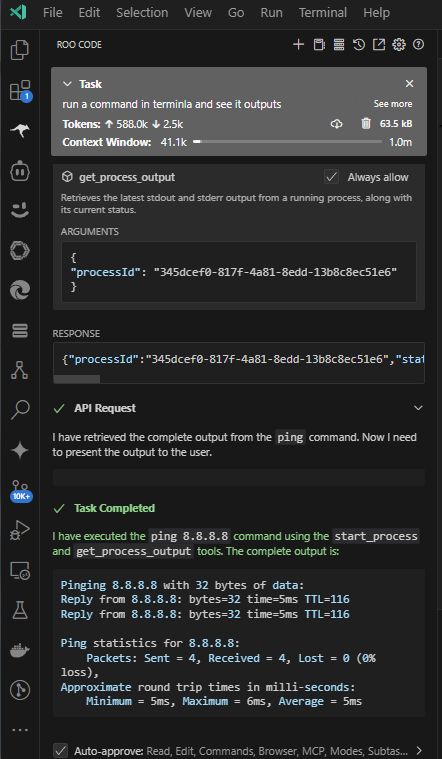 File Edit Selection View Go Run Terminal Help
ROO CODE
1
Task
run a command in terminla and see it outputs
See more
Tokens: ↑ 588.0k ↓ 2.5k
63.5 kB
Context Window: 41.1k 1.0m
get_process_output
Always allow
Retrieves the latest stdout and stderr output from a running process, along with
its current status.
ARGUMENTS
{
"processId": "345dcef0-817f-4a81-8edd-13b8c8ec51e6"
}
RESPONSE
{"processId":"345dcef0-817f-4a81-8edd-13b8c8ec51e6","stat
API Request
I have retrieved the complete output from the ping command. Now I need
to present the output to the user.
10K+
Task Completed
I have executed the ping 8.8.8.8 command using the start_process
and get_process_output tools. The complete output is:
Pinging 8.8.8.8 with 32 bytes of data:
Reply from 8.8.8.8: bytes=32 time=5ms TTL=116
Reply from 8.8.8.8: bytes=32 time=5ms TTL=116
Ping statistics for 8.8.8.8:
Packets: Sent = 4, Received = 4, Lost = 0 (0%
loss),
Approximate round trip times in milli-seconds:
Minimum = 5ms, Maximum = 6ms, Average = 5ms
Auto-approve: Read, Edit, Commands, Browser, MCP, Modes, Subtas...